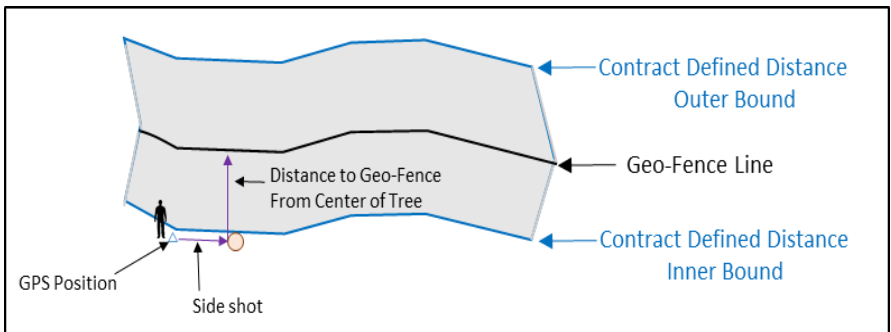 Contract Defined Distance
Outer Bound
Geo-Fence Line
Distance to Geo-Fence
From Center of Tree
Contract Defined Distance
Inner Bound
GPS Position
Side shot